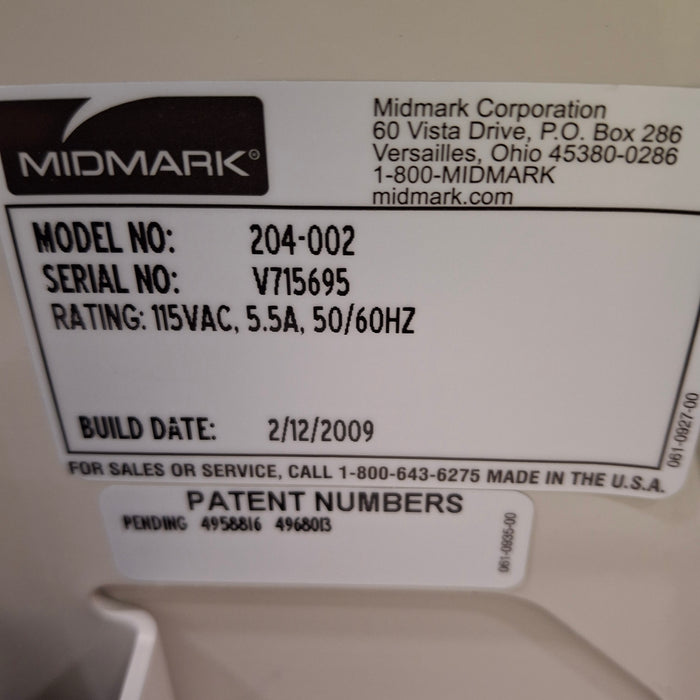 MIDMARK®
Midmark Corporation
60 Vista Drive, P.O. Box 286
Versailles, Ohio 45380-0286
1-800-MIDMARK
midmark.com
MODEL NO: 204-002
SERIAL NO: V715695
RATING: 115VAC, 5.5A, 50/60HZ
BUILD DATE: 2/12/2009
061-0927-00
FOR SALES OR SERVICE, CALL 1-800-643-6275 MADE IN THE U.S.A.
PATENT NUMBERS
PENDING 4958816 4968013
061-0935-00